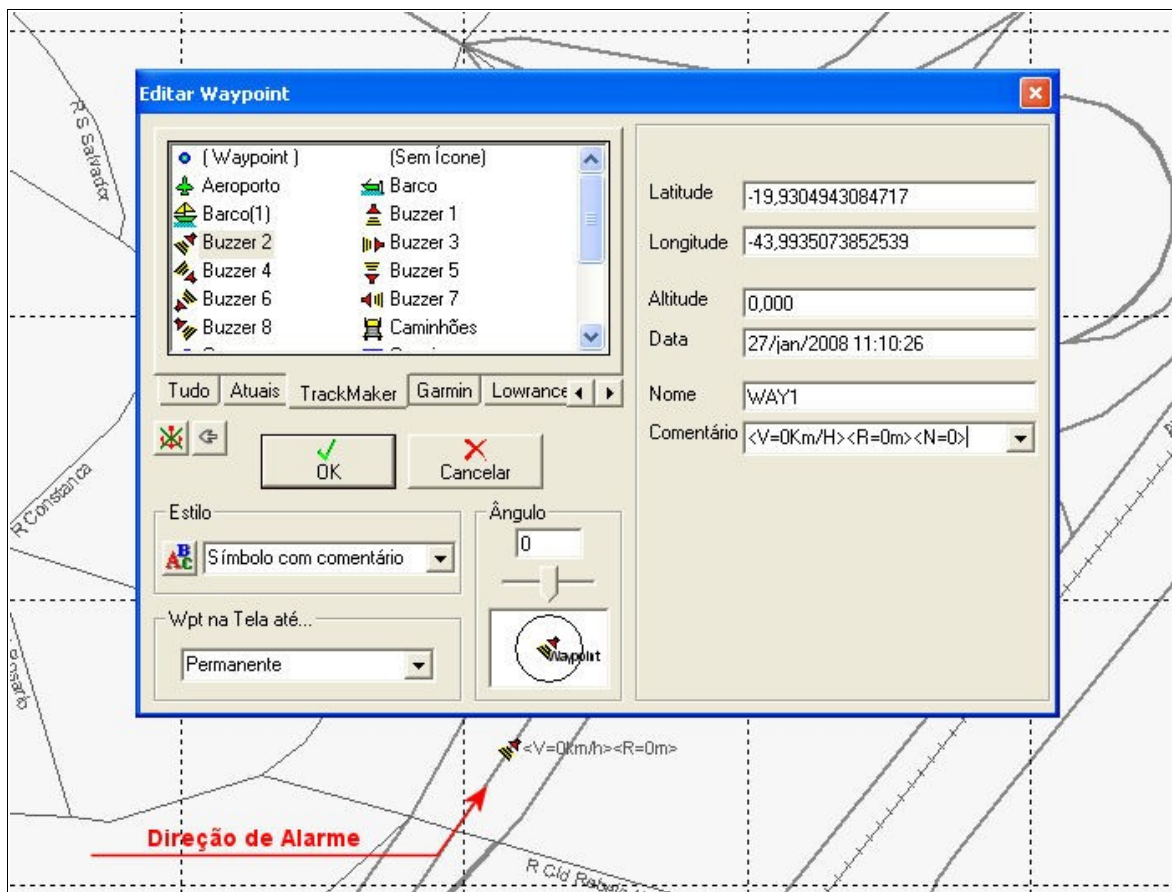 Editar Waypoint
R S Salvador
( Waypoint )
(Sem Ícone)
Aeroporto
Barco
Barco(1)
Buzzer 1
Buzzer 2
Buzzer 3
Buzzer 4
Buzzer 5
Buzzer 6
Buzzer 7
Buzzer 8
Caminhões
Tudo
Atuais
TrackMaker
Garmin
Lowrance
OK
Cancelar
Estilo
ABC
Símbolo com comentário
Wpt na Tela até...
Permanente
Ângulo
0
Waypoint
Latitude
-19,9304943084717
Longitude
-43,9935073852539
Altitude
0,000
Data
27/jan/2008 11:10:26
Nome
WAY1
Comentário
<V=0Km/H><R=0m><N=0>
R Constanca
<V=0km/h><R=0m>
Direção de Alarme
R Cld